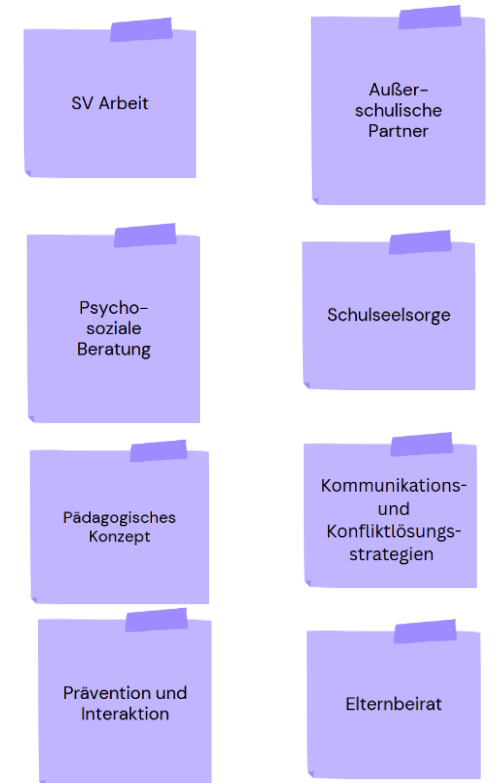 SV Arbeit
Außer-
schulische
Partner
Psycho-
soziale
Beratung
Schulseelsorge
Pädagogisches
Konzept
Kommunikations-
und
Konfliktlösungs-
strategien
Prävention und
Interaktion
Elternbeirat